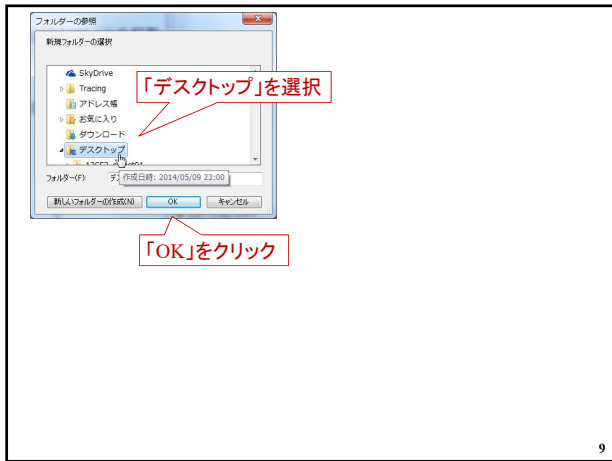 フォルダーの参照
新規フォルダーの選択
SkyDrive
Tracing
アドレス帳
お気に入り
ダウンロード
デスクトップ
「デスクトップ」を選択
フォルダー(F):
作成日時: 2014/05/09 23:00
新しいフォルダーの作成(N)
OK
キャンセル
「OK」をクリック
9